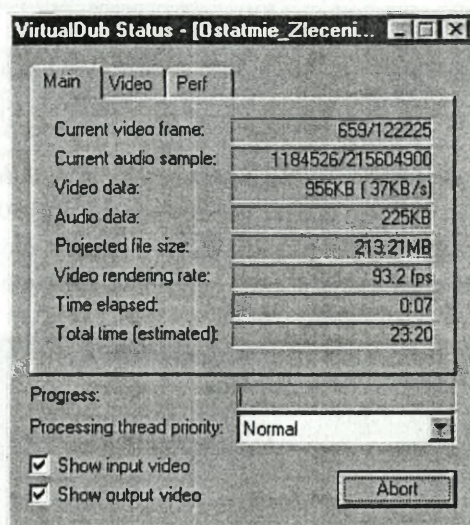 VirtualDub Status - [Ostatmie_Zleceni...
Main Video Perf
Current video frame: 659/122225
Current audio sample: 1184526/215604900
Video data: 956KB ( 37KB/s)
Audio data: 225KB
Projected file size: 213.21MB
Video rendering rate: 93.2 fps
Time elapsed: 0:07
Total time (estimated): 23:20
Progress:
Processing thread priority: Normal
Show input video
Show output video
Abort